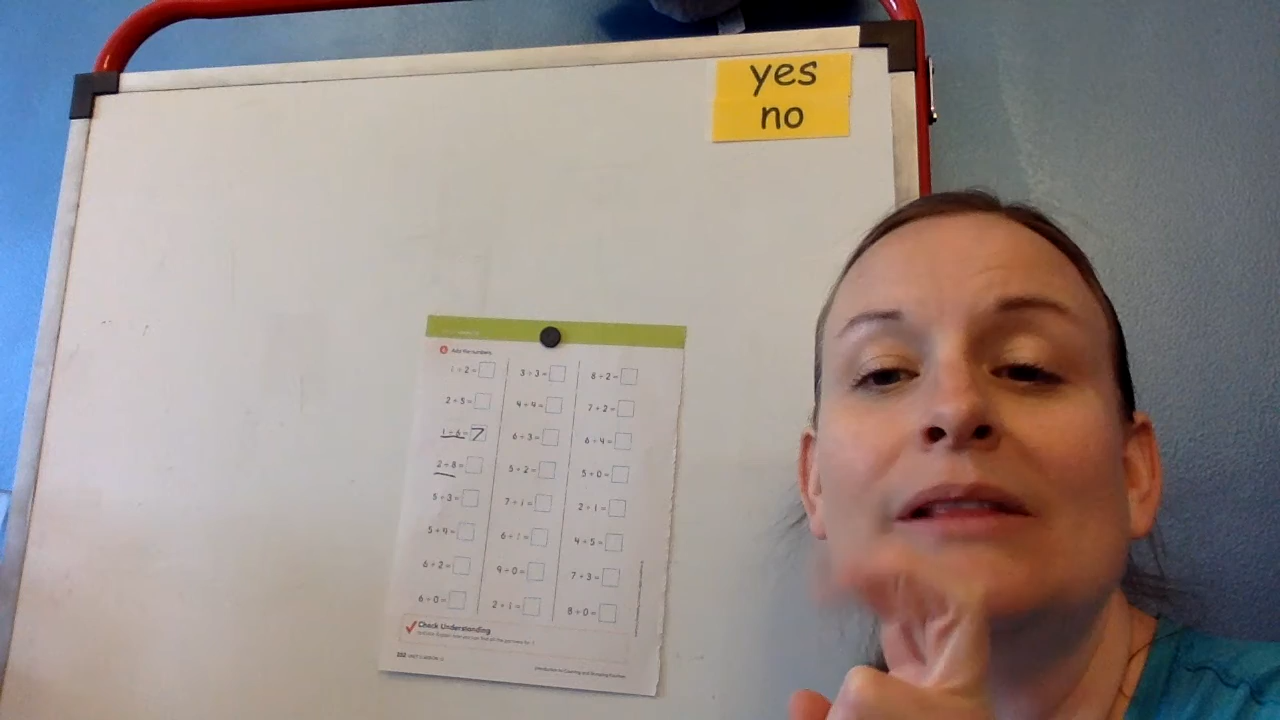 yes
no
Add the numbers.
1 + 2 =
2 + 5 =
1 + 6 = 7
2 + 8 =
5 + 3 =
5 + 4 =
6 + 2 =
6 + 0 =
3 + 3 =
4 + 4 =
6 + 3 =
5 + 2 =
7 + 1 =
6 + 1 =
9 + 0 =
2 + 1 =
8 + 2 =
7 + 2 =
6 + 4 =
5 + 0 =
2 + 1 =
4 + 5 =
7 + 3 =
8 + 0 =
Check Understanding